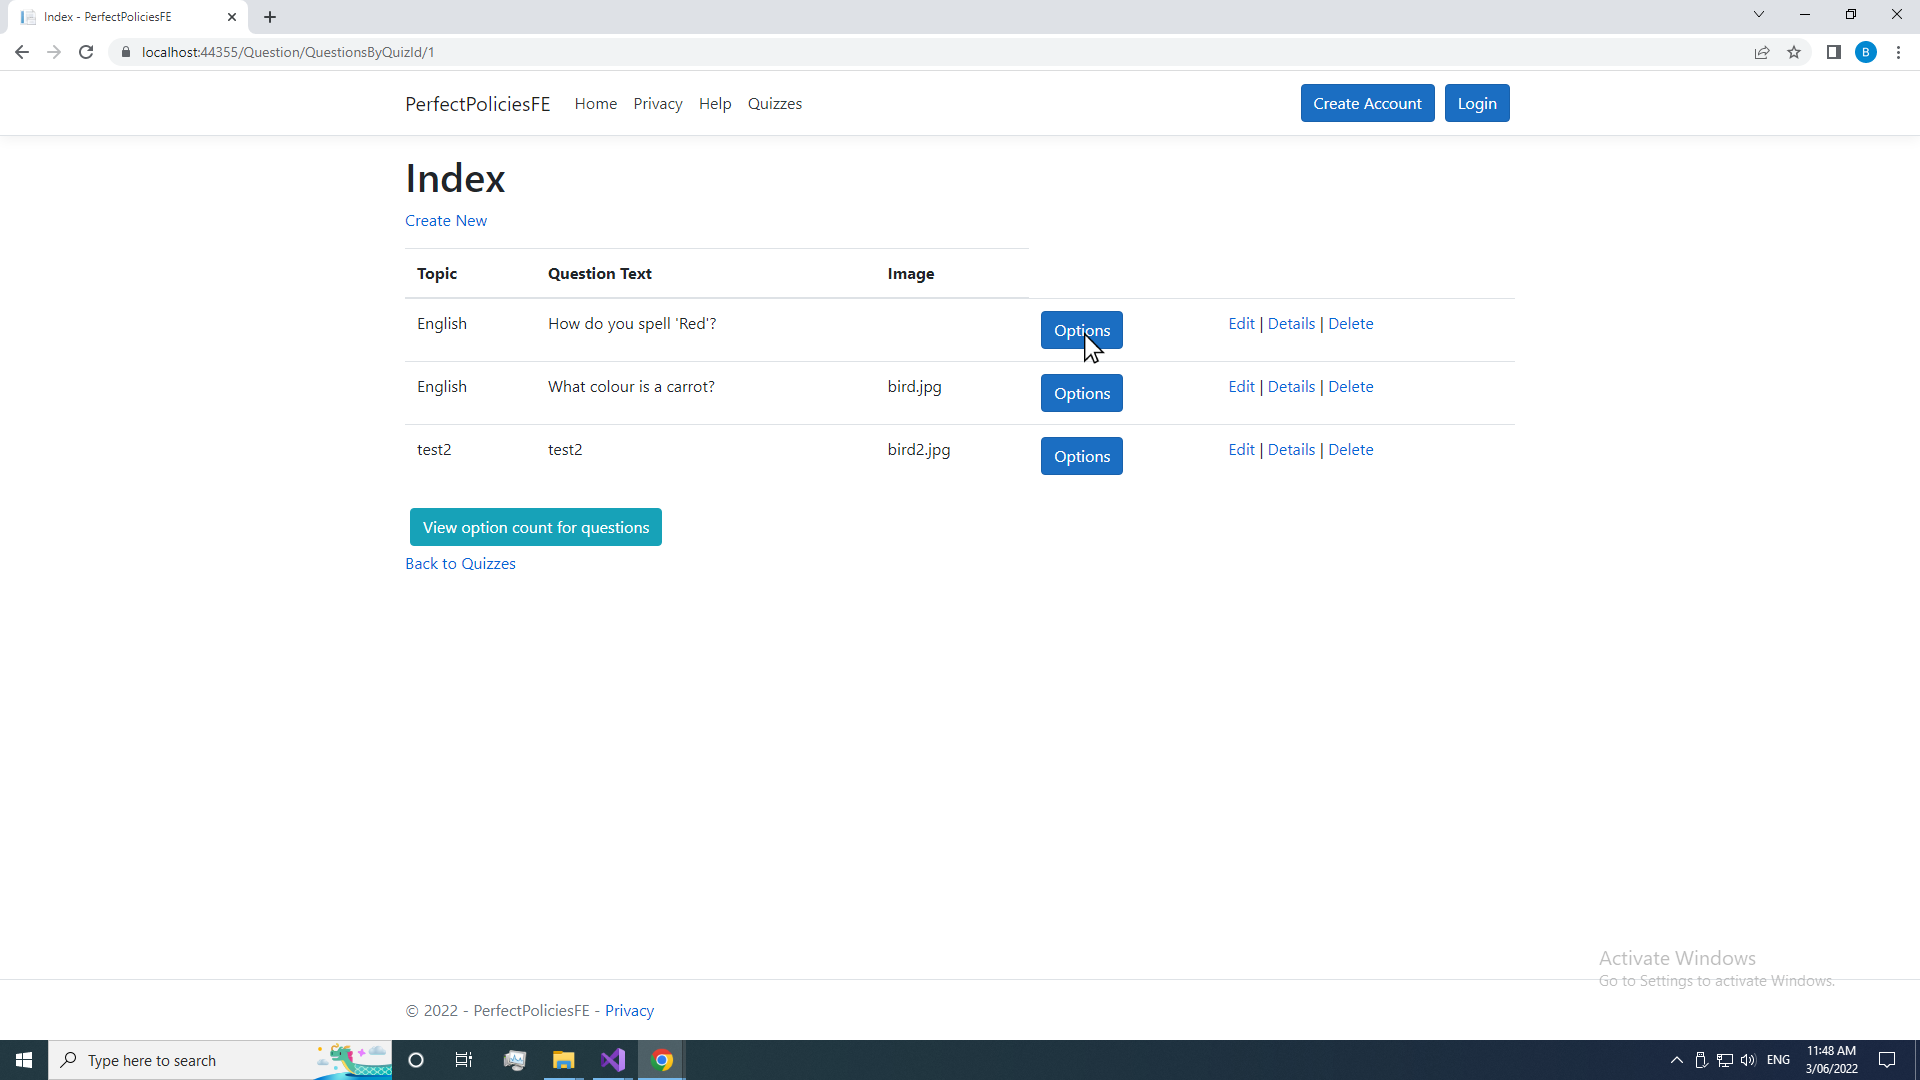 Index - PerfectPoliciesFE
localhost:44355/Question/QuestionsByQuizId/1
B
PerfectPoliciesFE Home Privacy Help Quizzes Create Account Login
Index
Create New
Topic Question Text Image
English How do you spell 'Red'? Options Edit | Details | Delete
English What colour is a carrot? bird.jpg Options Edit | Details | Delete
test2 test2 bird2.jpg Options Edit | Details | Delete
View option count for questions
Back to Quizzes
Activate Windows
Go to Settings to activate Windows.
© 2022 - PerfectPoliciesFE - Privacy
Type here to search
ENG
11:48 AM
3/06/2022